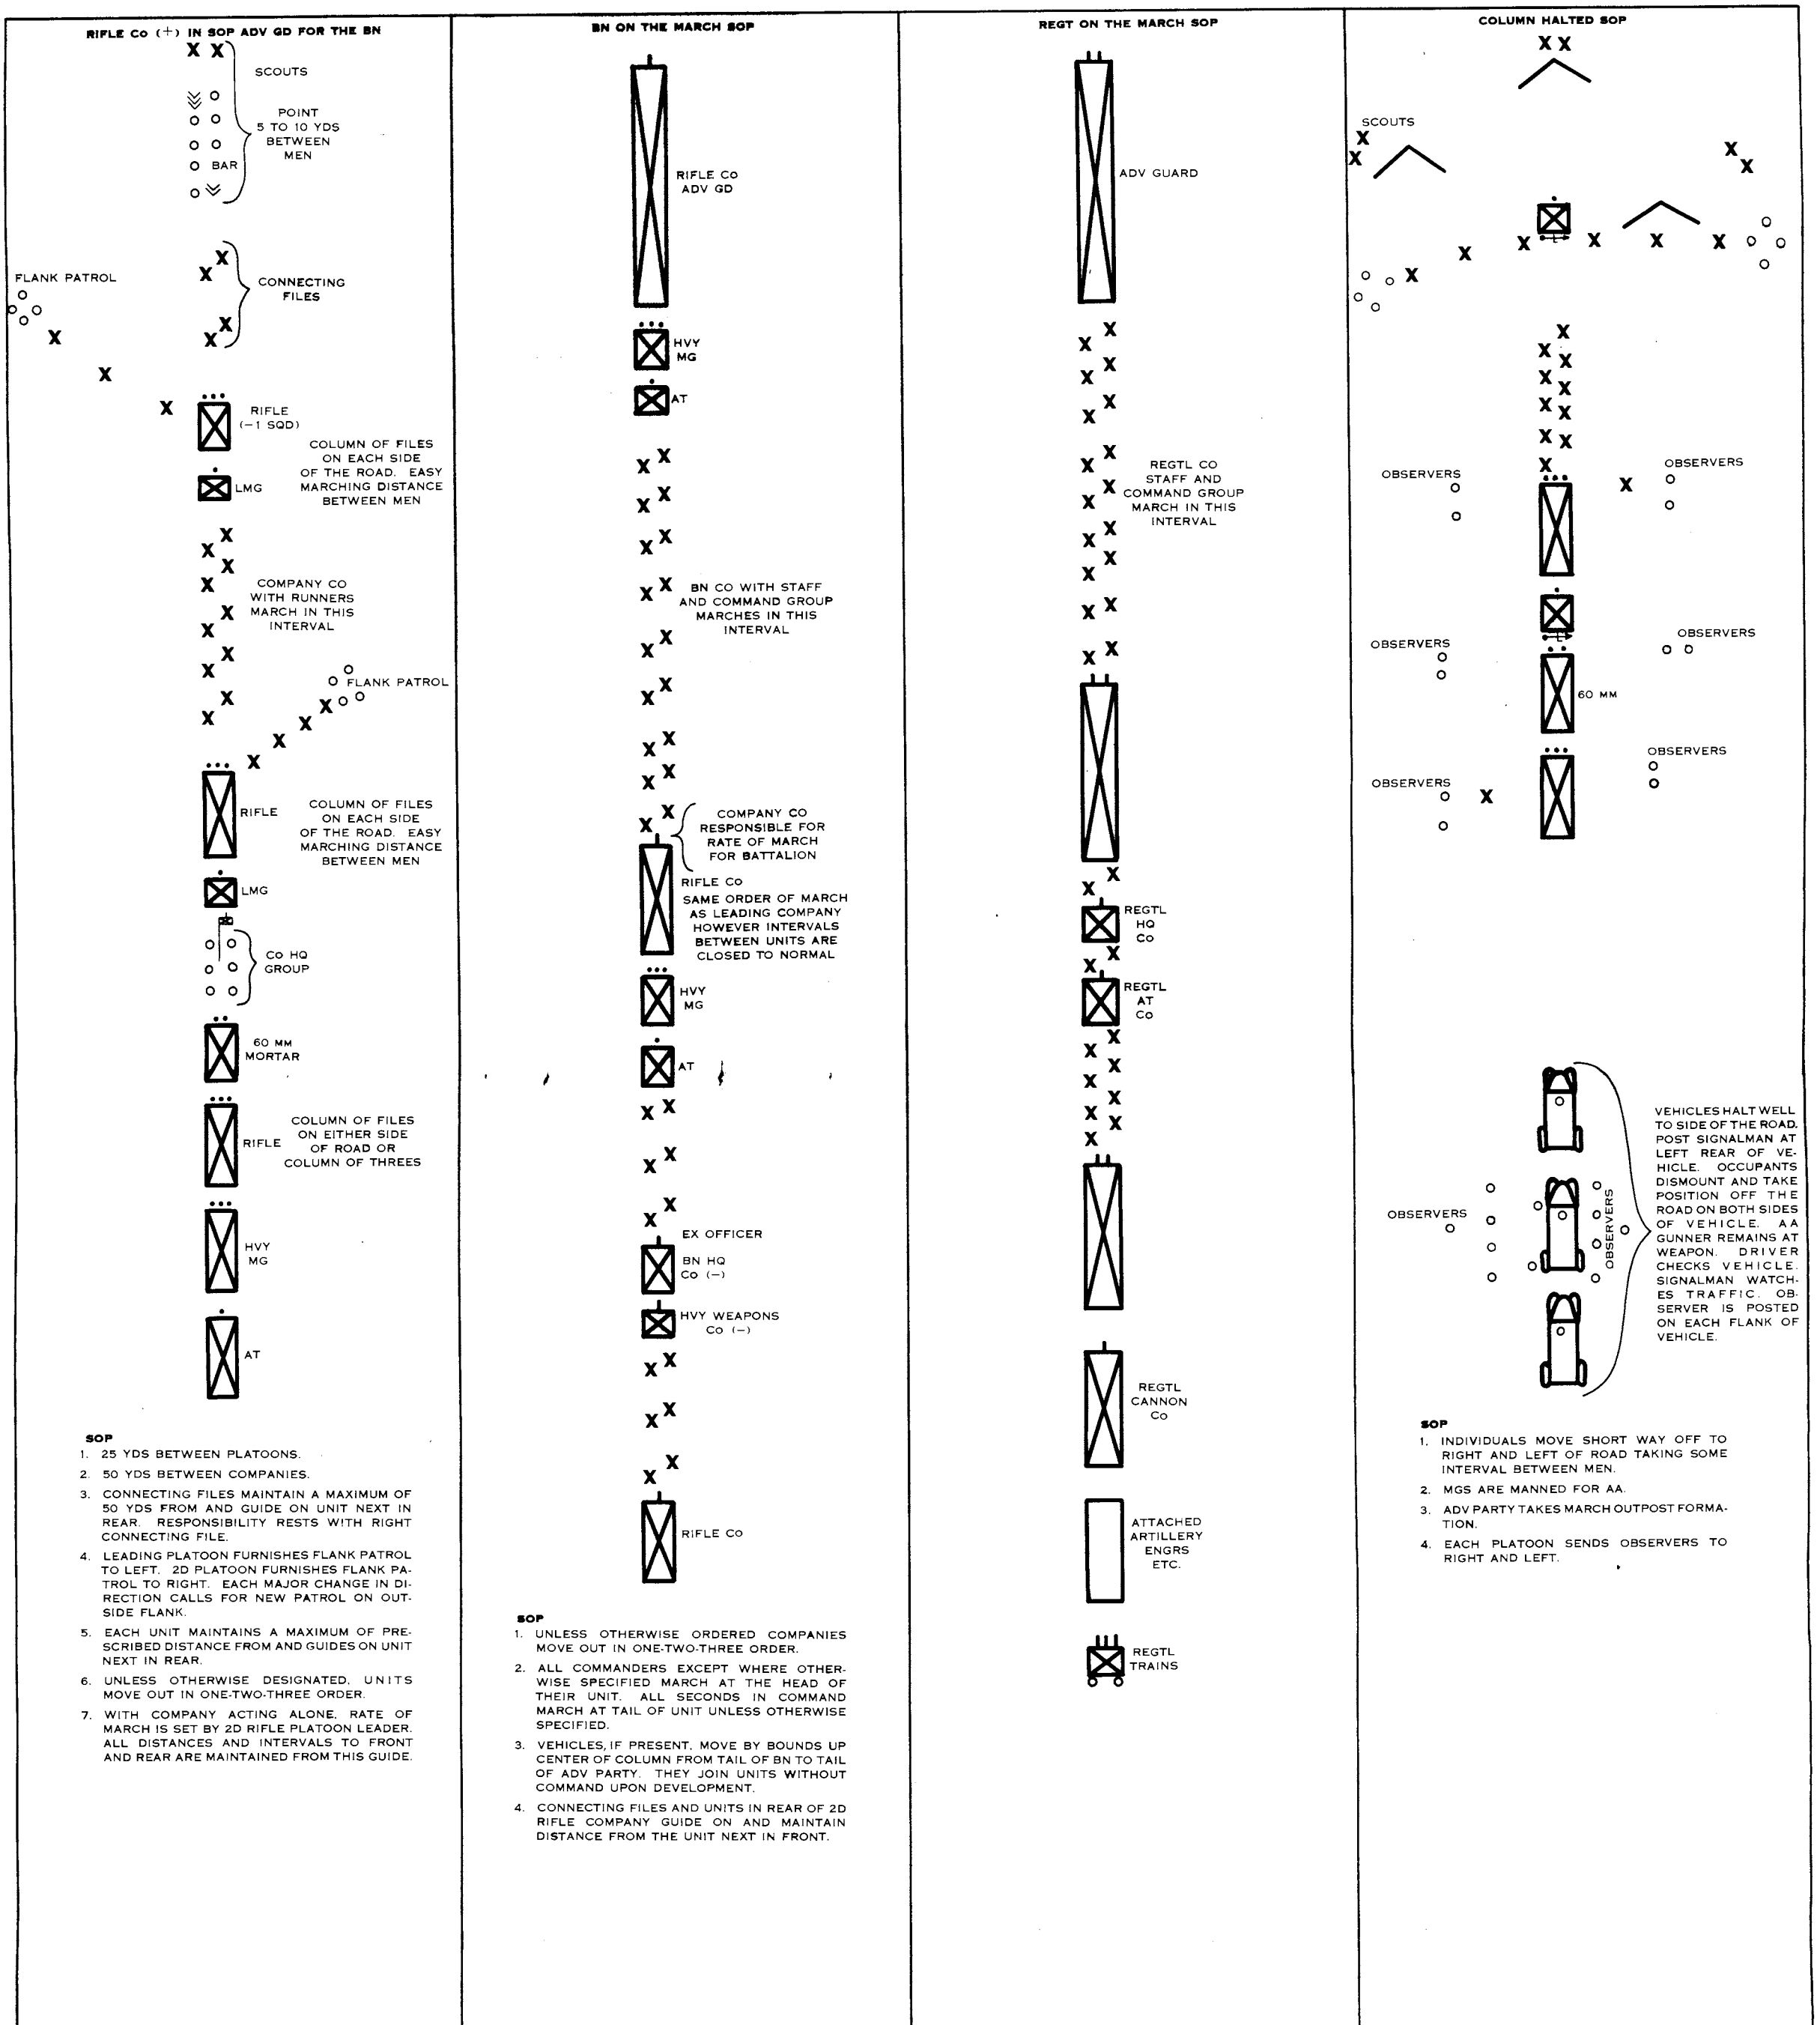 RIFLE Co (+) IN SOP ADV GD FOR THE BN
SCOUTS
POINT
5 TO 10 YDS
BETWEEN
MEN
BAR
CONNECTING
FILES
FLANK PATROL
RIFLE
(−1 SQD)
COLUMN OF FILES
ON EACH SIDE
OF THE ROAD. EASY
MARCHING DISTANCE
BETWEEN MEN
LMG
COMPANY CO
WITH RUNNERS
MARCH IN THIS
INTERVAL
FLANK PATROL
RIFLE
COLUMN OF FILES
ON EACH SIDE
OF THE ROAD. EASY
MARCHING DISTANCE
BETWEEN MEN
LMG
Co HQ
GROUP
60 MM
MORTAR
RIFLE
COLUMN OF FILES
ON EITHER SIDE
OF ROAD OR
COLUMN OF THREES
HVY
MG
AT
SOP
1. 25 YDS BETWEEN PLATOONS.
2. 50 YDS BETWEEN COMPANIES.
3. CONNECTING FILES MAINTAIN A MAXIMUM OF
50 YDS FROM AND GUIDE ON UNIT NEXT IN
REAR. RESPONSIBILITY RESTS WITH RIGHT
CONNECTING FILE.
4. LEADING PLATOON FURNISHES FLANK PATROL
TO LEFT. 2D PLATOON FURNISHES FLANK PA-
TROL TO RIGHT. EACH MAJOR CHANGE IN DI-
RECTION CALLS FOR NEW PATROL ON OUT-
SIDE FLANK.
5. EACH UNIT MAINTAINS A MAXIMUM OF PRE-
SCRIBED DISTANCE FROM AND GUIDES ON UNIT
NEXT IN REAR.
6. UNLESS OTHERWISE DESIGNATED, UNITS
MOVE OUT IN ONE-TWO-THREE ORDER.
7. WITH COMPANY ACTING ALONE, RATE OF
MARCH IS SET BY 2D RIFLE PLATOON LEADER.
ALL DISTANCES AND INTERVALS TO FRONT
AND REAR ARE MAINTAINED FROM THIS GUIDE.
BN ON THE MARCH SOP
RIFLE Co
ADV GD
HVY
MG
AT
BN CO WITH STAFF
AND COMMAND GROUP
MARCHES IN THIS
INTERVAL
COMPANY CO
RESPONSIBLE FOR
RATE OF MARCH
FOR BATTALION
RIFLE Co
SAME ORDER OF MARCH
AS LEADING COMPANY
HOWEVER INTERVALS
BETWEEN UNITS ARE
CLOSED TO NORMAL
HVY
MG
AT
EX OFFICER
BN HQ
Co (−)
HVY WEAPONS
Co (−)
RIFLE Co
SOP
1. UNLESS OTHERWISE ORDERED COMPANIES
MOVE OUT IN ONE-TWO-THREE ORDER.
2. ALL COMMANDERS EXCEPT WHERE OTHER-
WISE SPECIFIED MARCH AT THE HEAD OF
THEIR UNIT. ALL SECONDS IN COMMAND
MARCH AT TAIL OF UNIT UNLESS OTHERWISE
SPECIFIED.
3. VEHICLES, IF PRESENT, MOVE BY BOUNDS UP
CENTER OF COLUMN FROM TAIL OF BN TO TAIL
OF ADV PARTY. THEY JOIN UNITS WITHOUT
COMMAND UPON DEVELOPMENT.
4. CONNECTING FILES AND UNITS IN REAR OF 2D
RIFLE COMPANY GUIDE ON AND MAINTAIN
DISTANCE FROM THE UNIT NEXT IN FRONT.
REGT ON THE MARCH SOP
ADV GUARD
REGTL CO
STAFF AND
COMMAND GROUP
MARCH IN THIS
INTERVAL
REGTL
HQ
Co
REGTL
AT
Co
REGTL
CANNON
Co
ATTACHED
ARTILLERY
ENGRS
ETC.
REGTL
TRAINS
COLUMN HALTED SOP
SCOUTS
L
OBSERVERS
OBSERVERS
L
OBSERVERS
OBSERVERS
60 MM
OBSERVERS
OBSERVERS
OBSERVERS
OBSERVERS
VEHICLES HALT WELL
TO SIDE OF THE ROAD.
POST SIGNALMAN AT
LEFT REAR OF VE-
HICLE. OCCUPANTS
DISMOUNT AND TAKE
POSITION OFF THE
ROAD ON BOTH SIDES
OF VEHICLE. AA
GUNNER REMAINS AT
WEAPON. DRIVER
CHECKS VEHICLE.
SIGNALMAN WATCH-
ES TRAFFIC. OB-
SERVER IS POSTED
ON EACH FLANK OF
VEHICLE.
SOP
1. INDIVIDUALS MOVE SHORT WAY OFF TO
RIGHT AND LEFT OF ROAD TAKING SOME
INTERVAL BETWEEN MEN.
2. MGS ARE MANNED FOR AA.
3. ADV PARTY TAKES MARCH OUTPOST FORMA-
TION.
4. EACH PLATOON SENDS OBSERVERS TO
RIGHT AND LEFT.